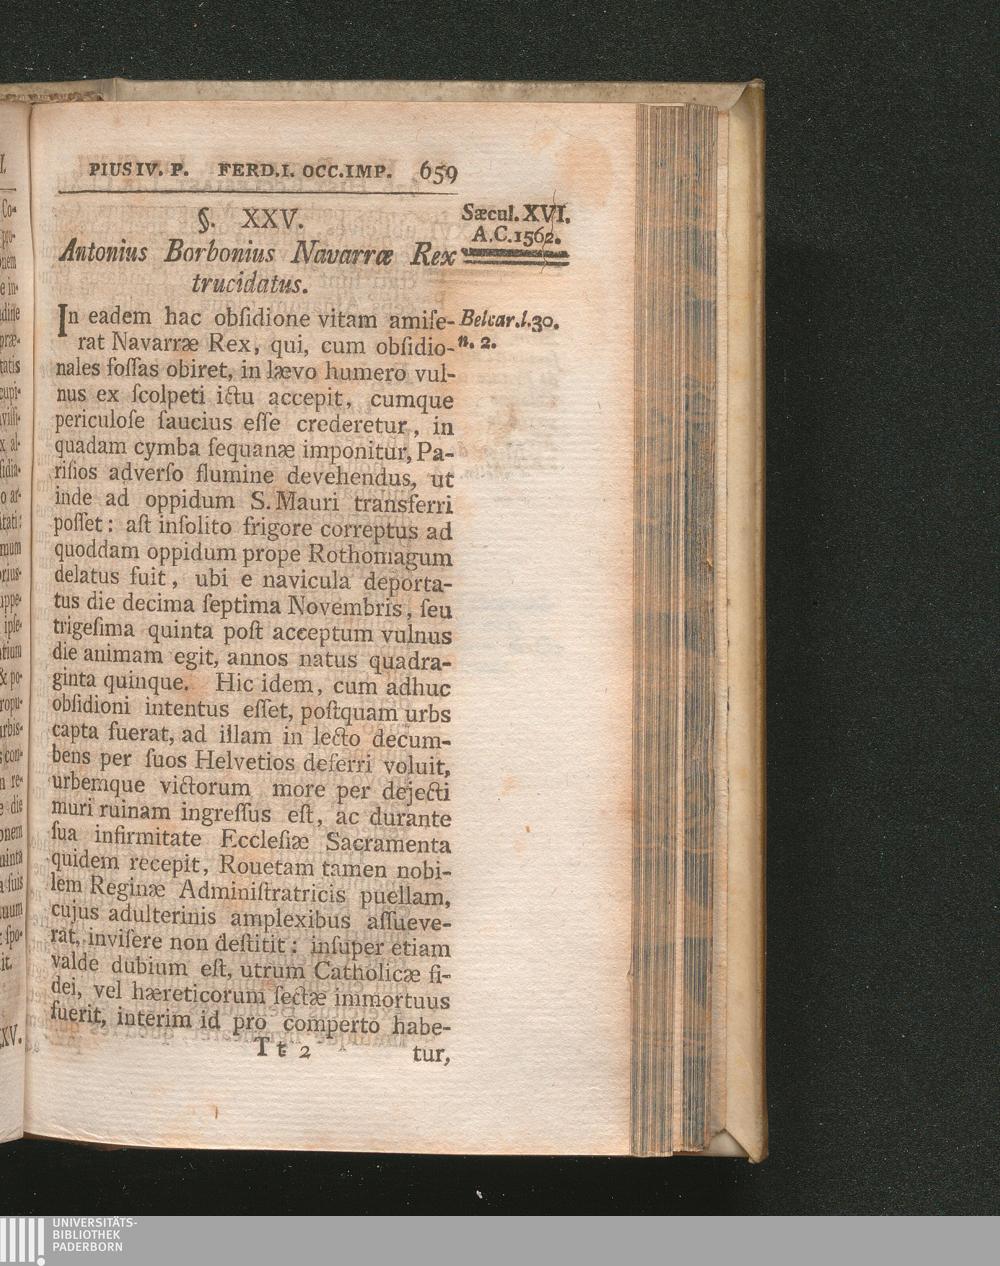 PIUS IV. P. FERD.I. OCC.IMP. 659
§. XXV.
Sæcul. XVI.
A.C.1562.
Antonius Borbonius Navarræ Rex
trucidatus.
In eadem hac obſidione vitam amiſe-
Belcar.l.30.
n. 2.
rat Navarræ Rex, qui, cum obſidio-
nales foſſas obiret, in lævo humero vul-
nus ex ſcolpeti ictu accepit, cumque
periculoſe ſaucius eſſe crederetur, in
quadam cymba ſequanæ imponitur, Pa-
riſios adverſo flumine devehendus, ut
inde ad oppidum S. Mauri transferri
poſſet: aſt inſolito frigore correptus ad
quoddam oppidum prope Rothomagum
delatus fuit, ubi e navicula deporta-
tus die decima ſeptima Novembris, ſeu
trigeſima quinta poſt acceptum vulnus
die animam egit, annos natus quadra-
ginta quinque. Hic idem, cum adhuc
obſidioni intentus eſſet, poſtquam urbs
capta fuerat, ad illam in lecto decum-
bens per ſuos Helvetios deferri voluit,
urbemque victorum more per dejecti
muri ruinam ingreſſus eſt, ac durante
ſua infirmitate Eccleſiæ Sacramenta
quidem recepit, Rouetam tamen nobi-
lem Reginæ Adminiſtratricis puellam,
cujus adulterinis amplexibus aſſueve-
rat, inviſere non deſtitit: inſuper etiam
valde dubium eſt, utrum Catholicæ fi-
dei, vel hæreticorum ſectæ immortuus
fuerit, interim id pro comperto habe-
Tt 2 tur,
UNIVERSITÄTS-
BIBLIOTHEK
PADERBORN